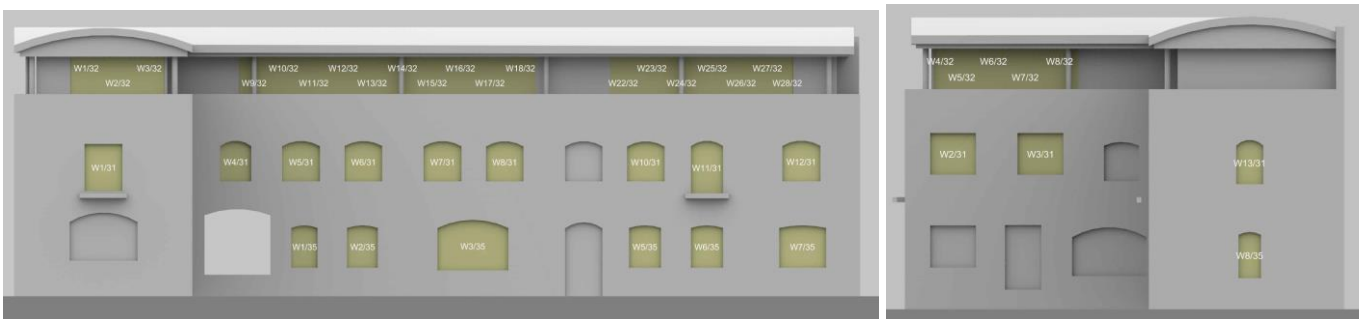 W1/32 W3/32
W2/32
W10/32 W12/32 W14/32 W16/32 W18/32
W9/32 W11/32 W13/32 W15/32 W17/32
W23/32 W25/32 W27/32
W22/32 W24/32 W26/32 W28/32
W1/31 W4/31 W5/31 W6/31 W7/31 W8/31 W10/31 W11/31 W12/31
W1/35 W2/35 W3/35 W5/35 W6/35 W7/35
W4/32 W6/32 W8/32
W5/32 W7/32
W2/31 W3/31 W13/31
W8/35